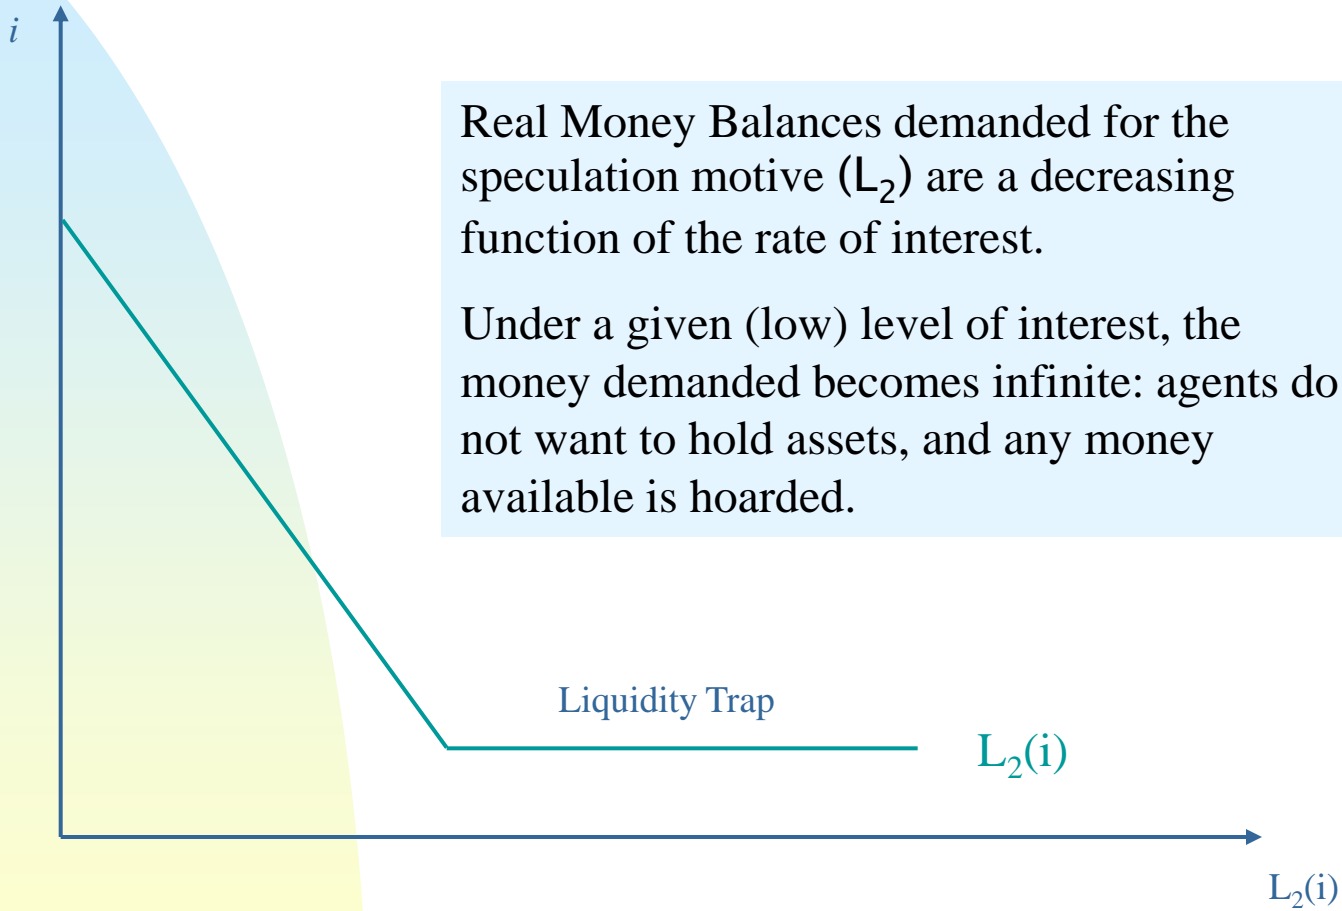 i
Real Money Balances demanded for the
speculation motive (L₂) are a decreasing
function of the rate of interest.
Under a given (low) level of interest, the
money demanded becomes infinite: agents do
not want to hold assets, and any money
available is hoarded.
Liquidity Trap
L₂(i)
L₂(i)